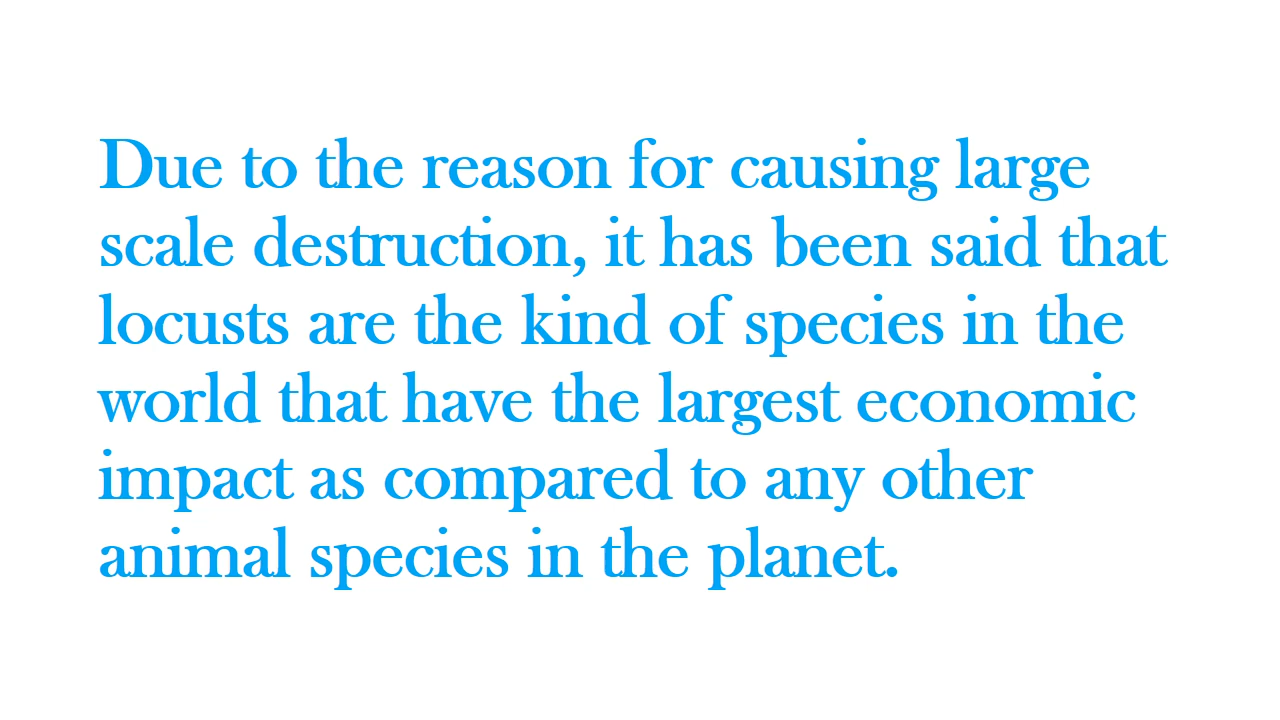 Due to the reason for causing large
scale destruction, it has been said that
locusts are the kind of species in the
world that have the largest economic
impact as compared to any other
animal species in the planet.